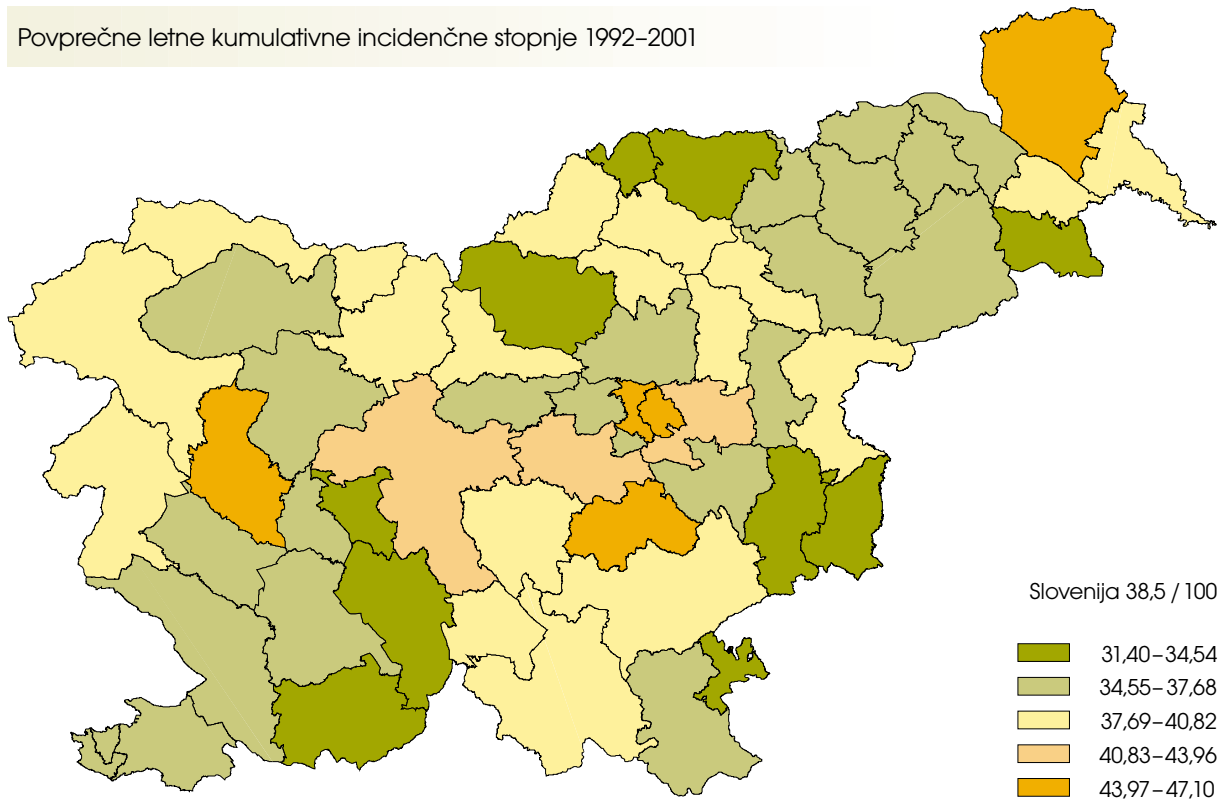 Povprečne letne kumulativne incidenčne stopnje 1992–2001
Slovenija 38,5 / 100
31,40–34,54
34,55–37,68
37,69–40,82
40,83–43,96
43,97–47,10